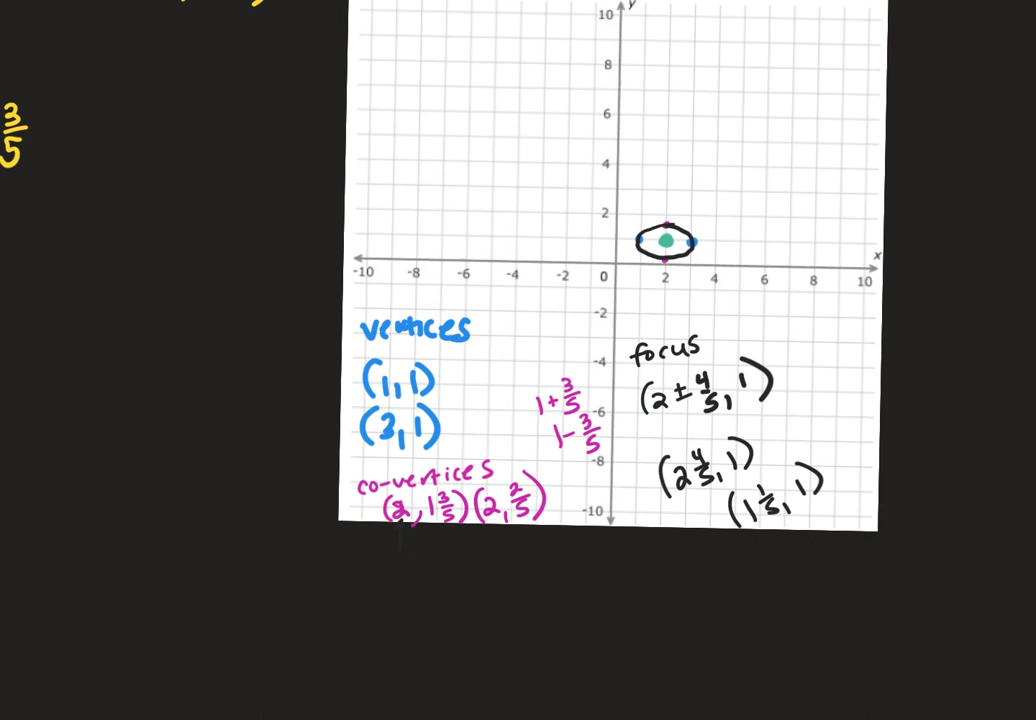 3/5
y
10
8
6
4
2
x
-10 -8 -6 -4 -2 0 2 4 6 8 10
-2
-4
-6
-8
-10
vertices
(1,1)
(3,1)
co-vertices
(2, 1 3/5) (2, 2/5)
1 + 3/5
1 - 3/5
focus
(2 ± 4/5, 1)
(2 4/5, 1)
(1 1/5, 1)